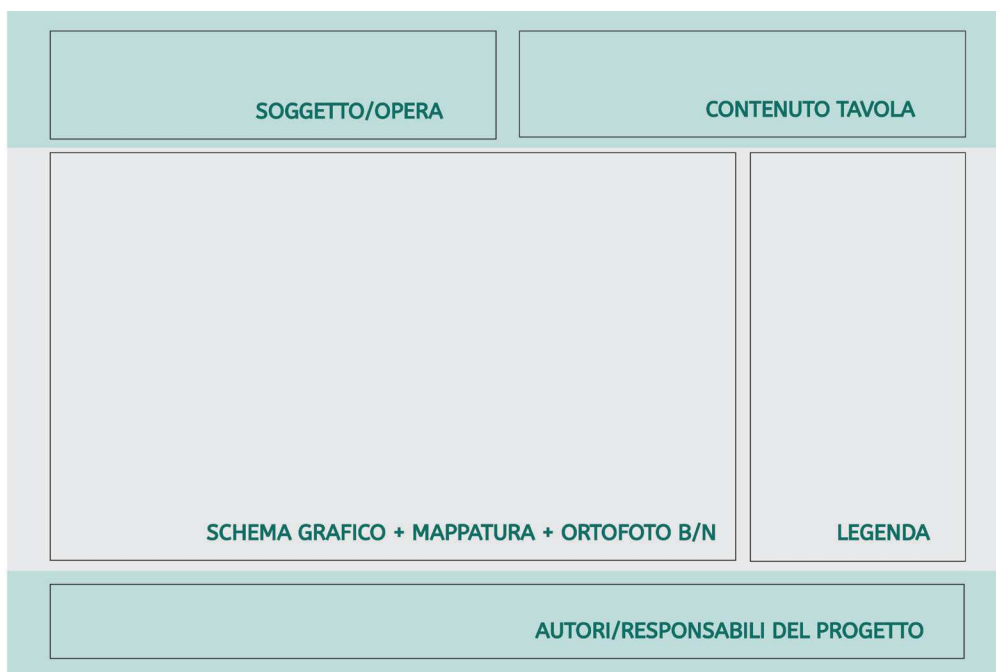 SOGGETTO/OPERA
CONTENUTO TAVOLA
SCHEMA GRAFICO + MAPPATURA + ORTOFOTO B/N
LEGENDA
AUTORI/RESPONSABILI DEL PROGETTO